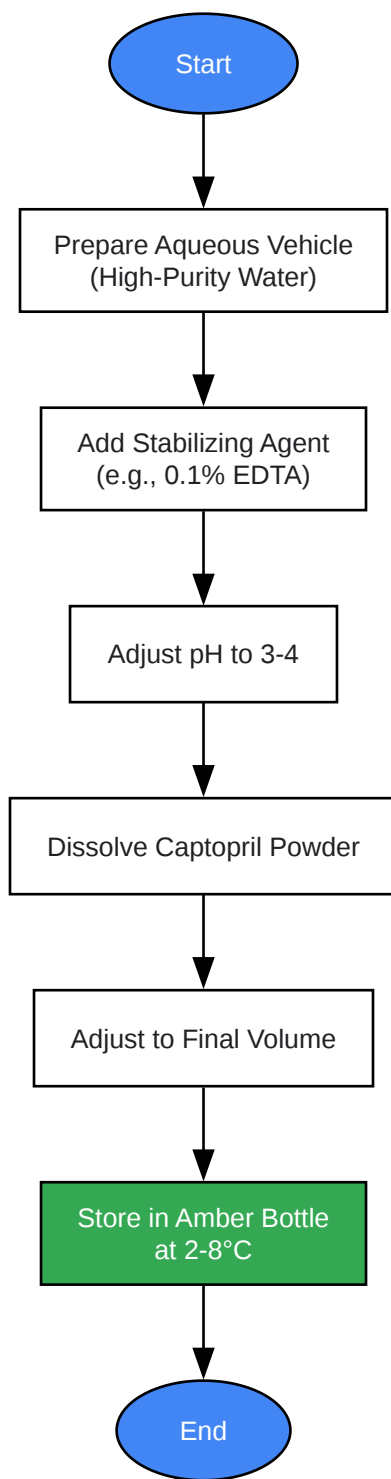 Start
Prepare Aqueous Vehicle
(High-Purity Water)
Add Stabilizing Agent
(e.g., 0.1% EDTA)
Adjust pH to 3-4
Dissolve Captopril Powder
Adjust to Final Volume
Store in Amber Bottle
at 2-8°C
End